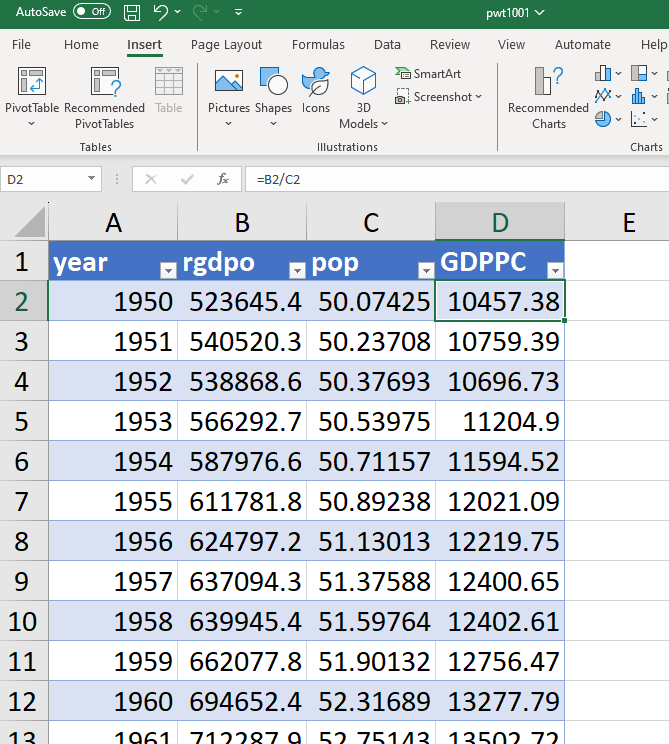 AutoSave Off pwt1001
File Home Insert Page Layout Formulas Data Review View Automate Help
PivotTable Recommended PivotTables Table Pictures Shapes Icons 3D Models SmartArt Screenshot Recommended Charts
Tables Illustrations Charts
D2 fx =B2/C2
A B C D E
1 year rgdpo pop GDPPC
2 1950 523645.4 50.07425 10457.38
3 1951 540520.3 50.23708 10759.39
4 1952 538868.6 50.37693 10696.73
5 1953 566292.7 50.53975 11204.9
6 1954 587976.6 50.71157 11594.52
7 1955 611781.8 50.89238 12021.09
8 1956 624797.2 51.13013 12219.75
9 1957 637094.3 51.37588 12400.65
10 1958 639945.4 51.59764 12402.61
11 1959 662077.8 51.90132 12756.47
12 1960 694652.4 52.31689 13277.79
13 1961 712287.9 52.75143 13502.72